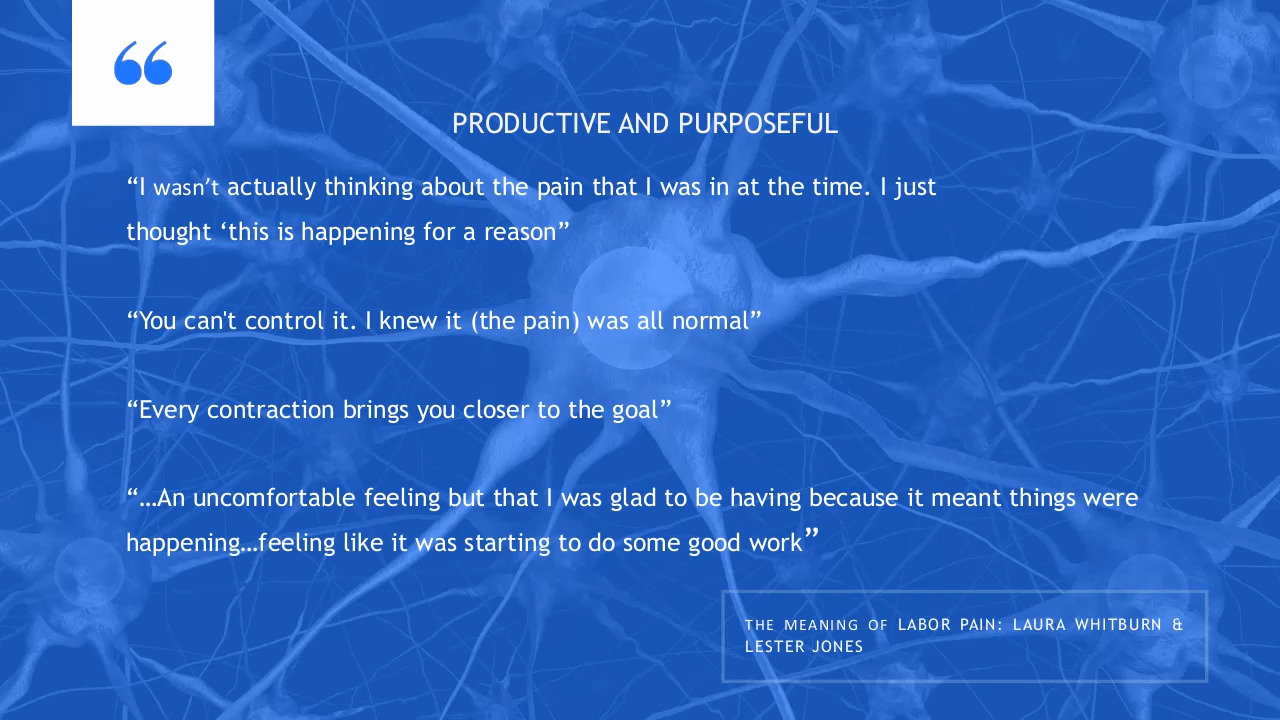 ❝
PRODUCTIVE AND PURPOSEFUL
“I wasn’t actually thinking about the pain that I was in at the time. I just
thought ‘this is happening for a reason”
“You can't control it. I knew it (the pain) was all normal”
“Every contraction brings you closer to the goal”
“…An uncomfortable feeling but that I was glad to be having because it meant things were
happening…feeling like it was starting to do some good work”
THE MEANING OF LABOR PAIN: LAURA WHITBURN &
LESTER JONES